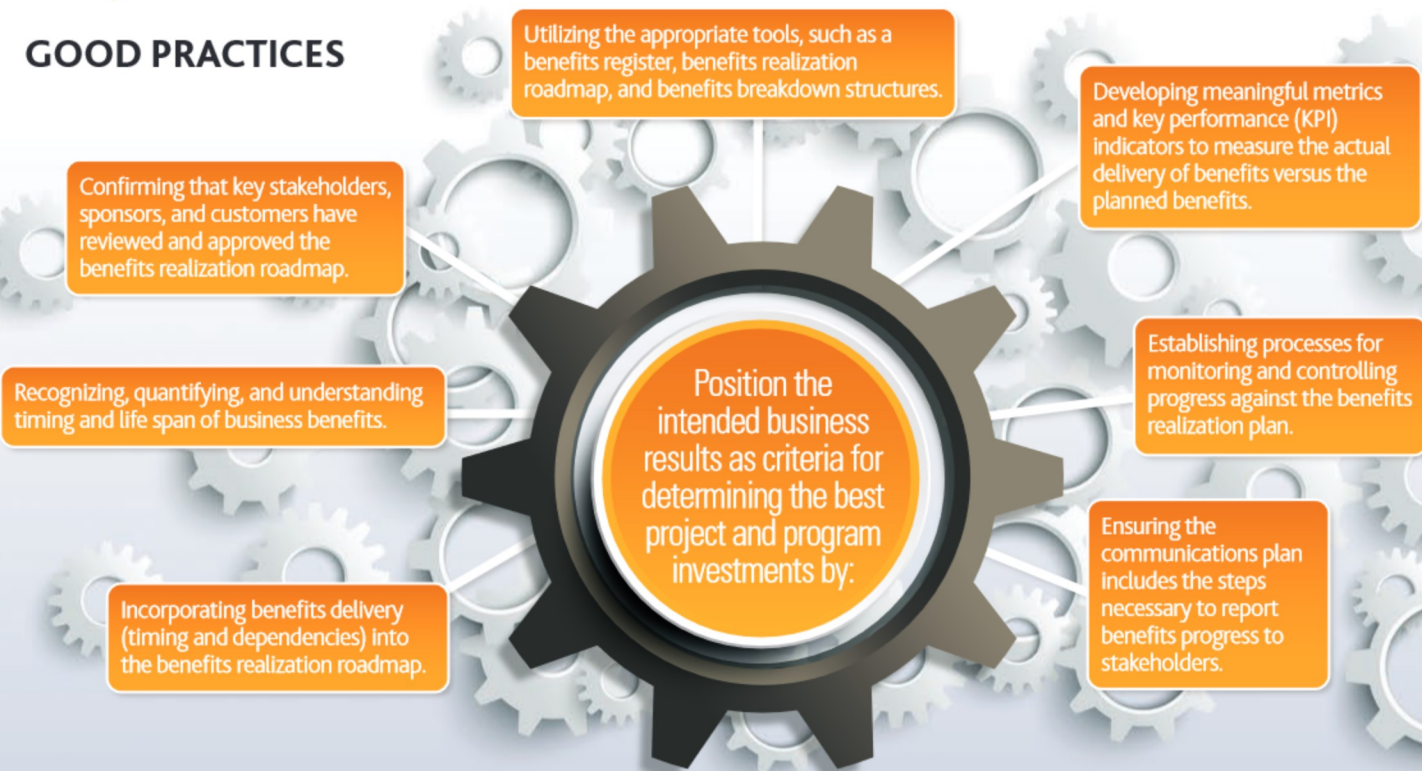 GOOD PRACTICES
Utilizing the appropriate tools, such as a
benefits register, benefits realization
roadmap, and benefits breakdown structures.
Developing meaningful metrics
and key performance (KPI)
indicators to measure the actual
delivery of benefits versus the
planned benefits.
Confirming that key stakeholders,
sponsors, and customers have
reviewed and approved the
benefits realization roadmap.
Establishing processes for
monitoring and controlling
progress against the benefits
realization plan.
Recognizing, quantifying, and understanding
timing and life span of business benefits.
Position the
intended business
results as criteria for
determining the best
project and program
investments by:
Ensuring the
communications plan
includes the steps
necessary to report
benefits progress to
stakeholders.
Incorporating benefits delivery
(timing and dependencies) into
the benefits realization roadmap.